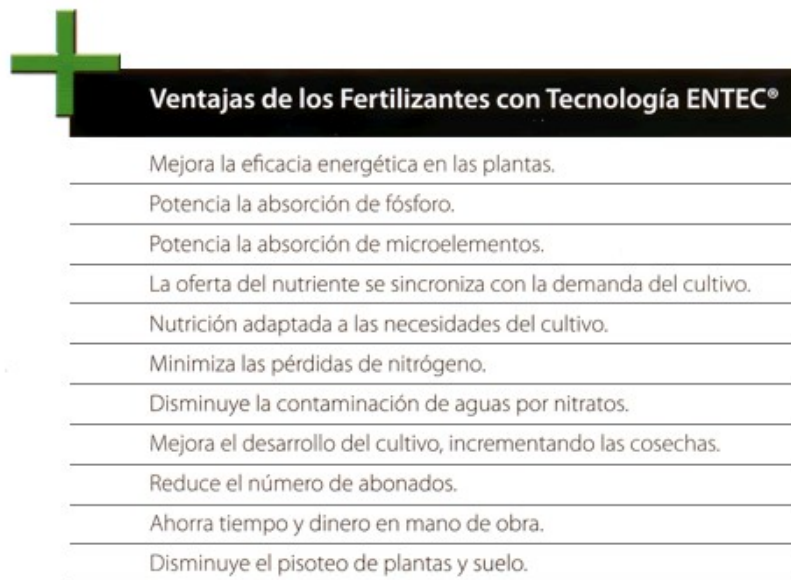 Ventajas de los Fertilizantes con Tecnología ENTEC®
Mejora la eficacia energética en las plantas.
Potencia la absorción de fósforo.
Potencia la absorción de microelementos.
La oferta del nutriente se sincroniza con la demanda del cultivo.
Nutrición adaptada a las necesidades del cultivo.
Minimiza las pérdidas de nitrógeno.
Disminuye la contaminación de aguas por nitratos.
Mejora el desarrollo del cultivo, incrementando las cosechas.
Reduce el número de abonados.
Ahorra tiempo y dinero en mano de obra.
Disminuye el pisoteo de plantas y suelo.